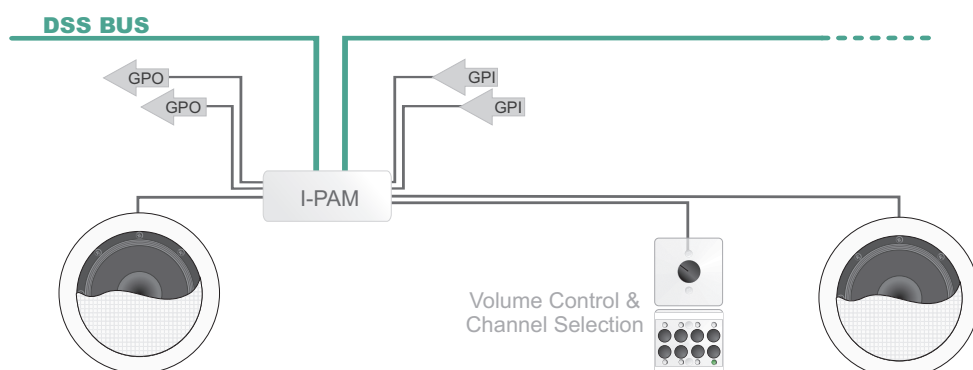 DSS BUS
GPO
GPI
GPO
GPI
I-PAM
Volume Control &
Channel Selection